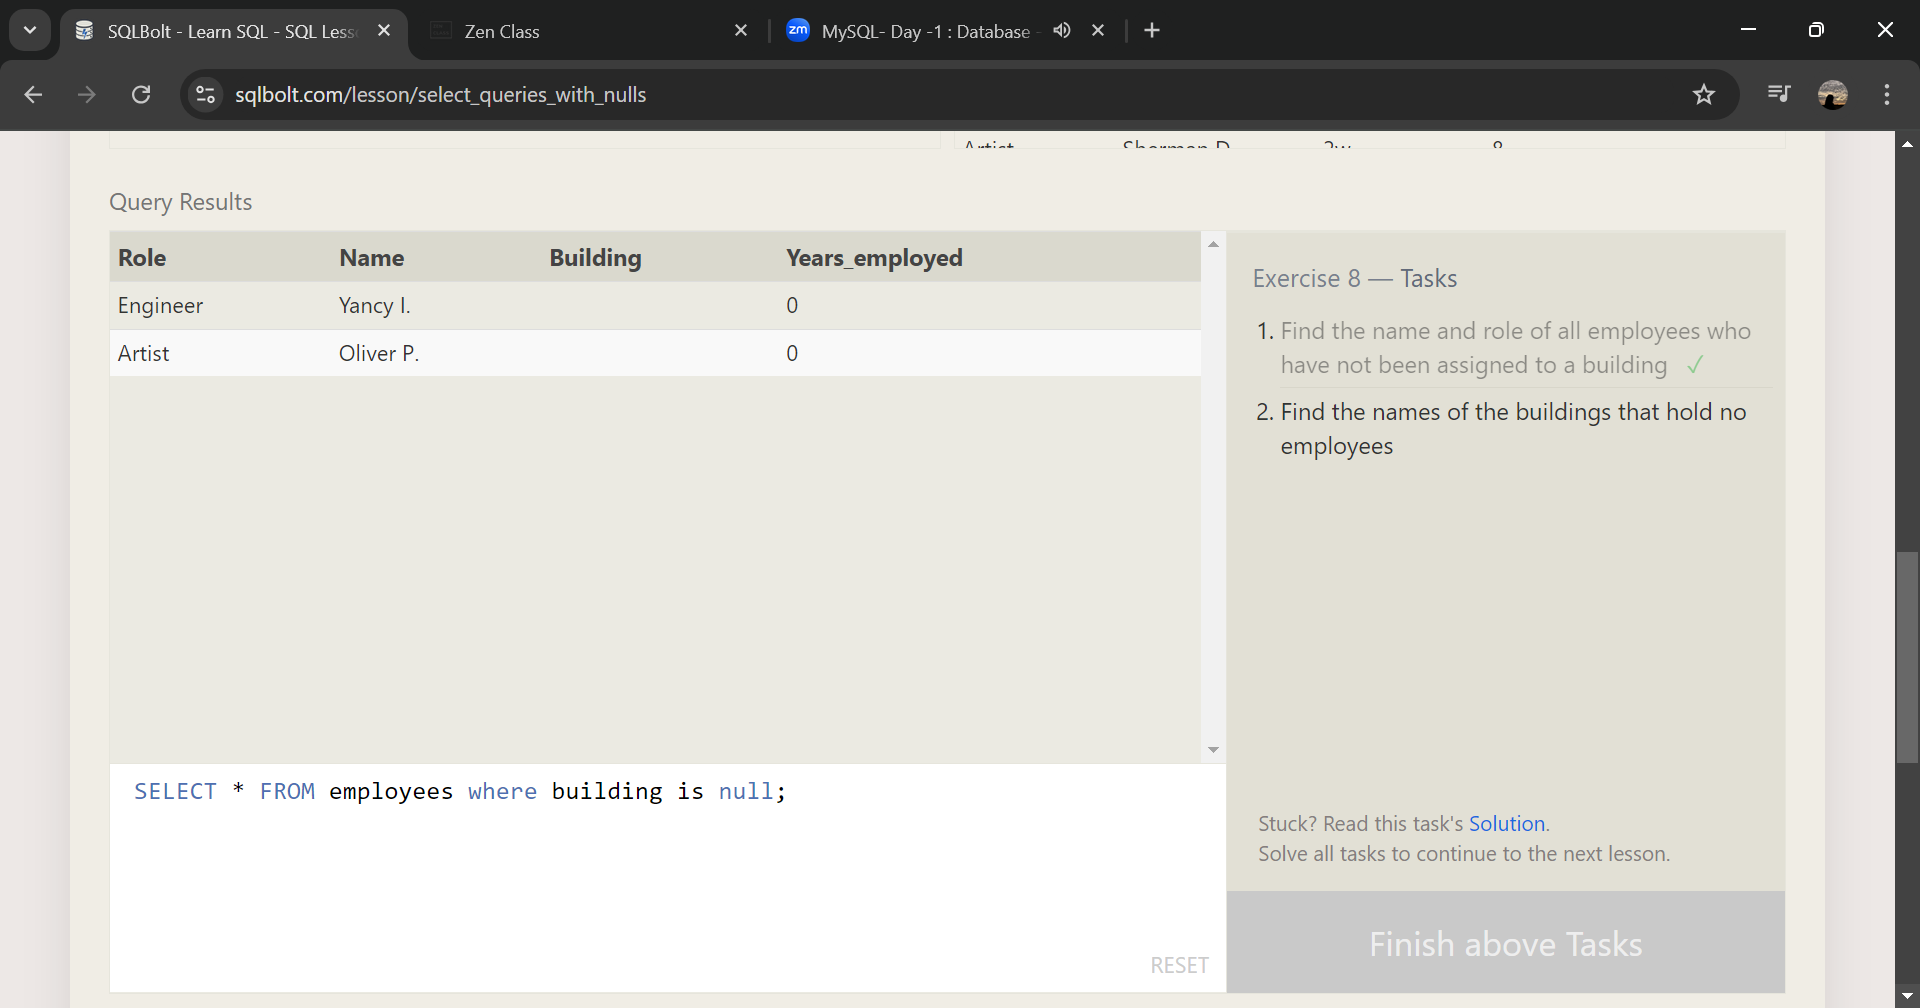 SQLBolt - Learn SQL - SQL Less
Zen Class
zm MySQL- Day -1 : Database -
sqlbolt.com/lesson/select_queries_with_nulls
Artist Sherman D. 2w 8
Query Results
Role Name Building Years_employed
Engineer Yancy I. 0
Artist Oliver P. 0
Exercise 8 — Tasks
1. Find the name and role of all employees who
have not been assigned to a building ✓
2. Find the names of the buildings that hold no
employees
SELECT * FROM employees where building is null;
Stuck? Read this task's Solution.
Solve all tasks to continue to the next lesson.
RESET
Finish above Tasks